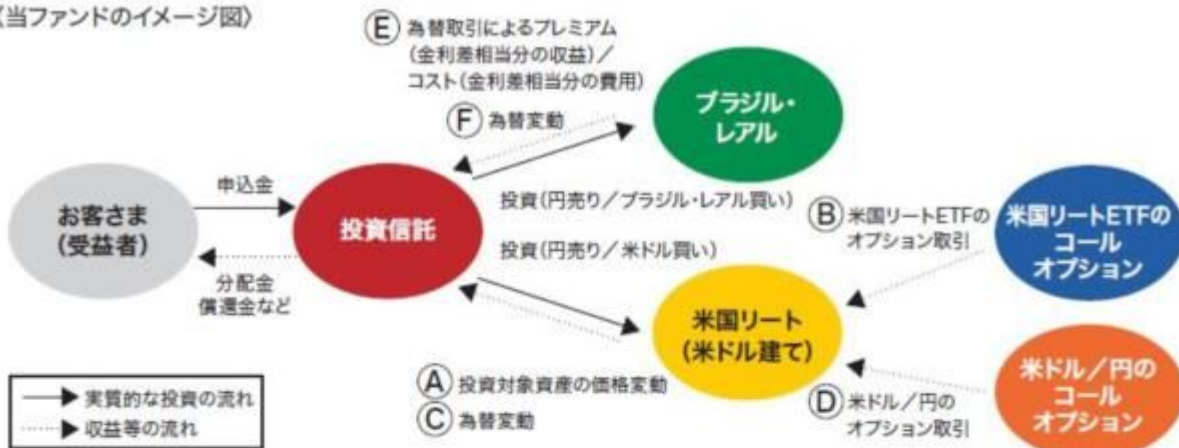 〈当ファンドのイメージ図〉
Ⓔ 為替取引によるプレミアム
(金利差相当分の収益)／
コスト(金利差相当分の費用)
Ⓕ 為替変動
ブラジル・
レアル
申込金
お客さま
(受益者)
投資信託
分配金
償還金など
投資(円売り／ブラジル・レアル買い)
投資(円売り／米ドル買い)
Ⓑ 米国リートETFの
オプション取引
米国リートETFの
コール
オプション
米国リート
(米ドル建て)
Ⓐ 投資対象資産の価格変動
Ⓒ 為替変動
Ⓓ 米ドル／円の
オプション取引
米ドル／円の
コール
オプション
実質的な投資の流れ
収益等の流れ